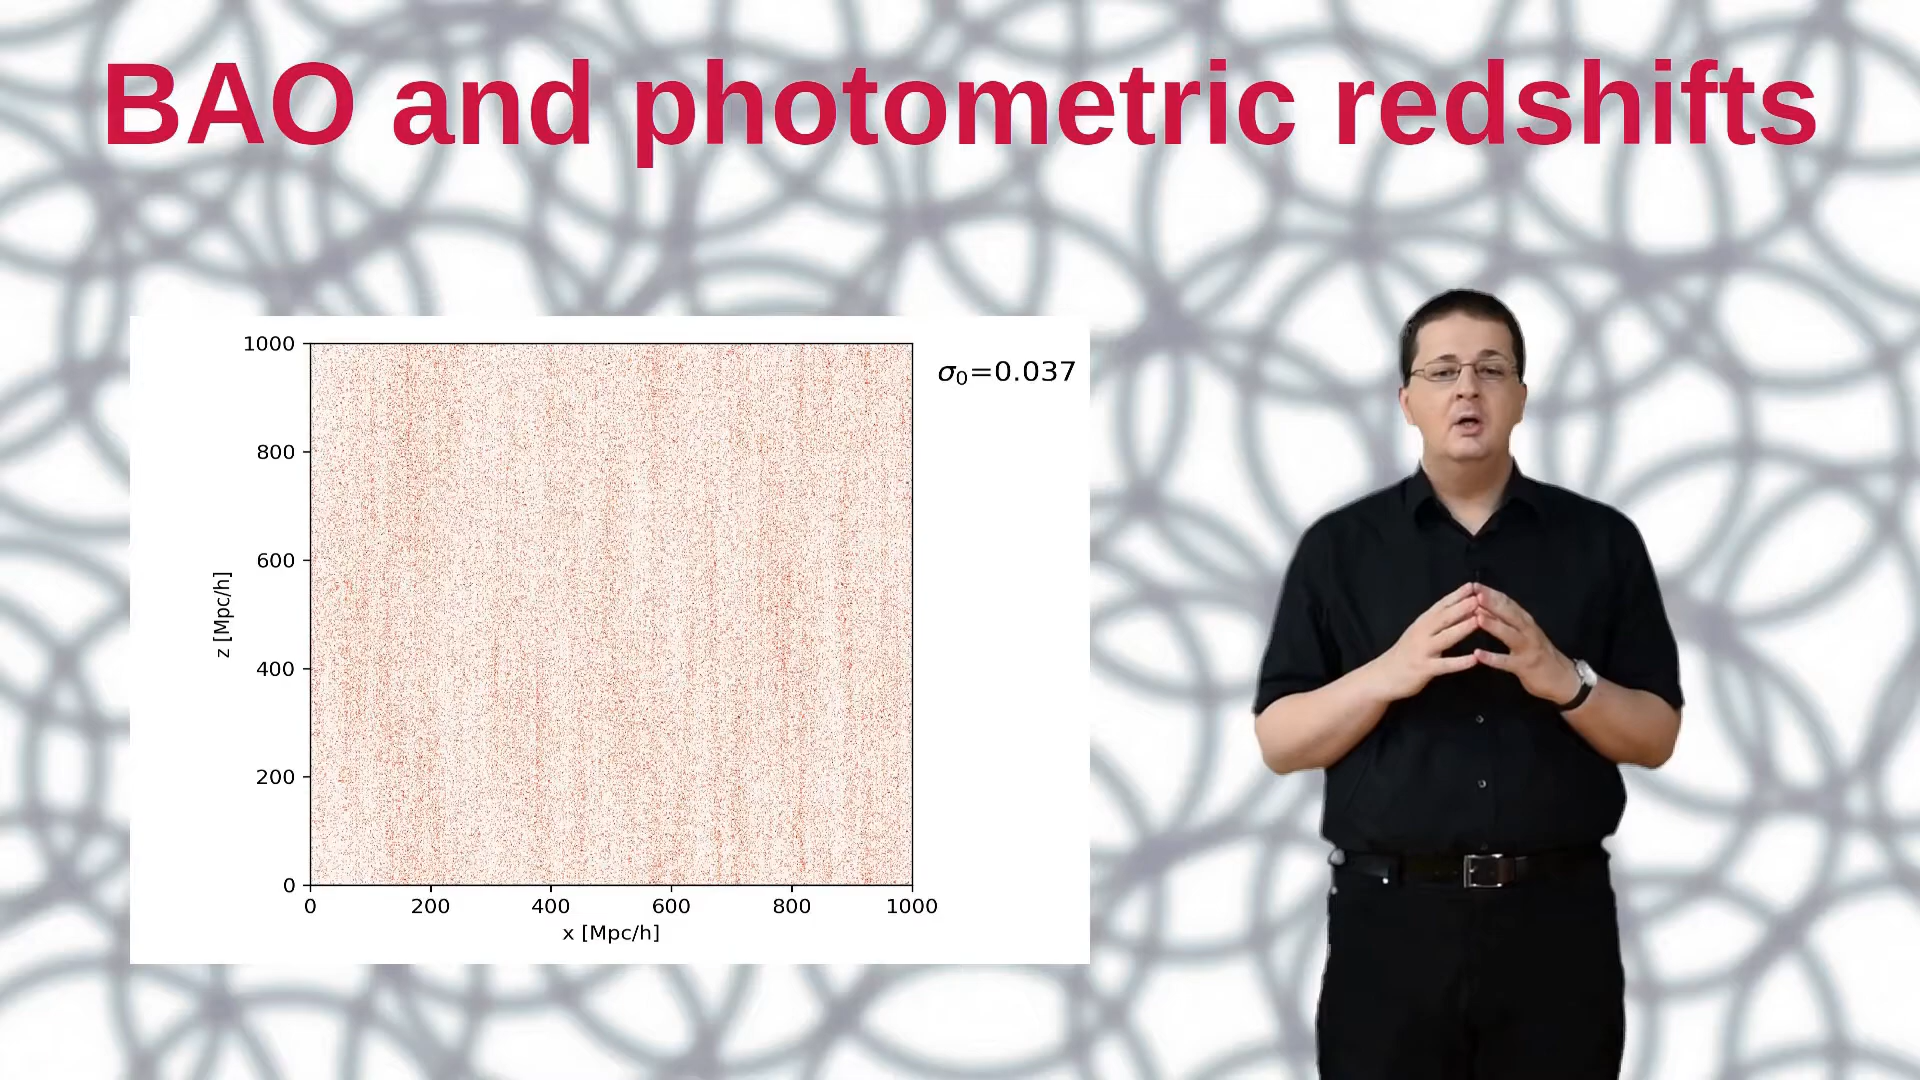 BAO and photometric redshifts
σ₀=0.037
1000
800
600
400
200
0
z [Mpc/h]
0 200 400 600 800 1000
x [Mpc/h]